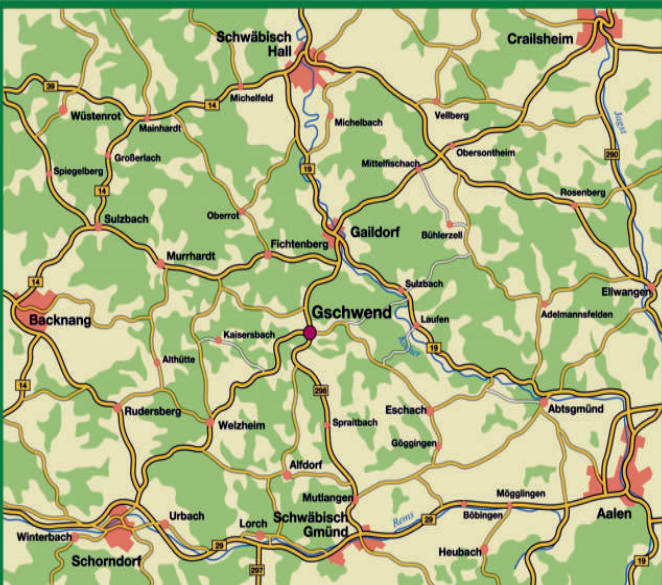 Schwäbisch
Hall
Crailsheim
39
14
Michelfeld
Wüstenrot
Mainhardt
Michelbach
Vellberg
Jagst
Großerlach
Mittelfischach
Obersontheim
290
Spiegelberg
19
14
Rosenberg
Sulzbach
Oberrot
Gaildorf
Bühlerzell
Murrhardt
Fichtenberg
14
Sulzbach
Ellwangen
Backnang
Gschwend
Adelmannsfelden
Kaisersbach
Laufen
Kocher
19
Althütte
14
298
Rudersberg
Welzheim
Spraitbach
Eschach
Abtsgmünd
Göggingen
Alfdorf
Mutlangen
Mögglingen
Urbach
Lorch
Schwäbisch
Gmünd
Rems
29
Böbingen
Aalen
Winterbach
Schorndorf
29
297
Heubach
19